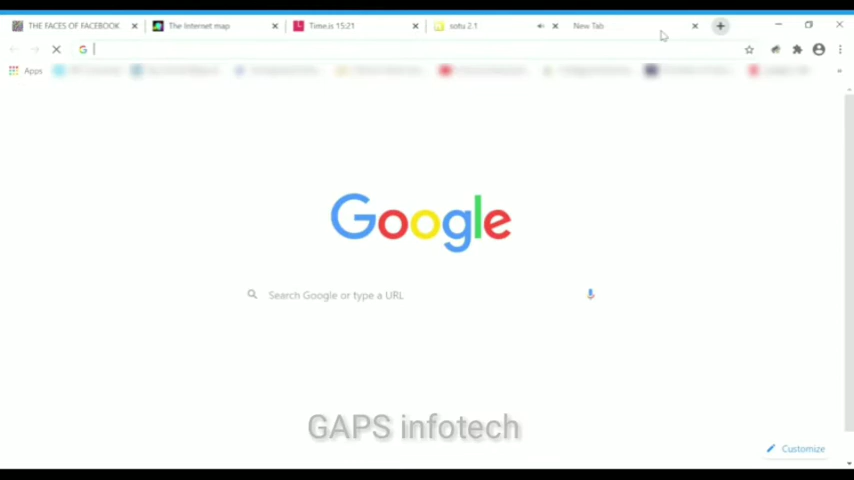 THE FACES OF FACEBOOK
The Internet map
Time.is 15:21
sotu 2.1
New Tab
Apps
Google
Search Google or type a URL
GAPS infotech
Customize